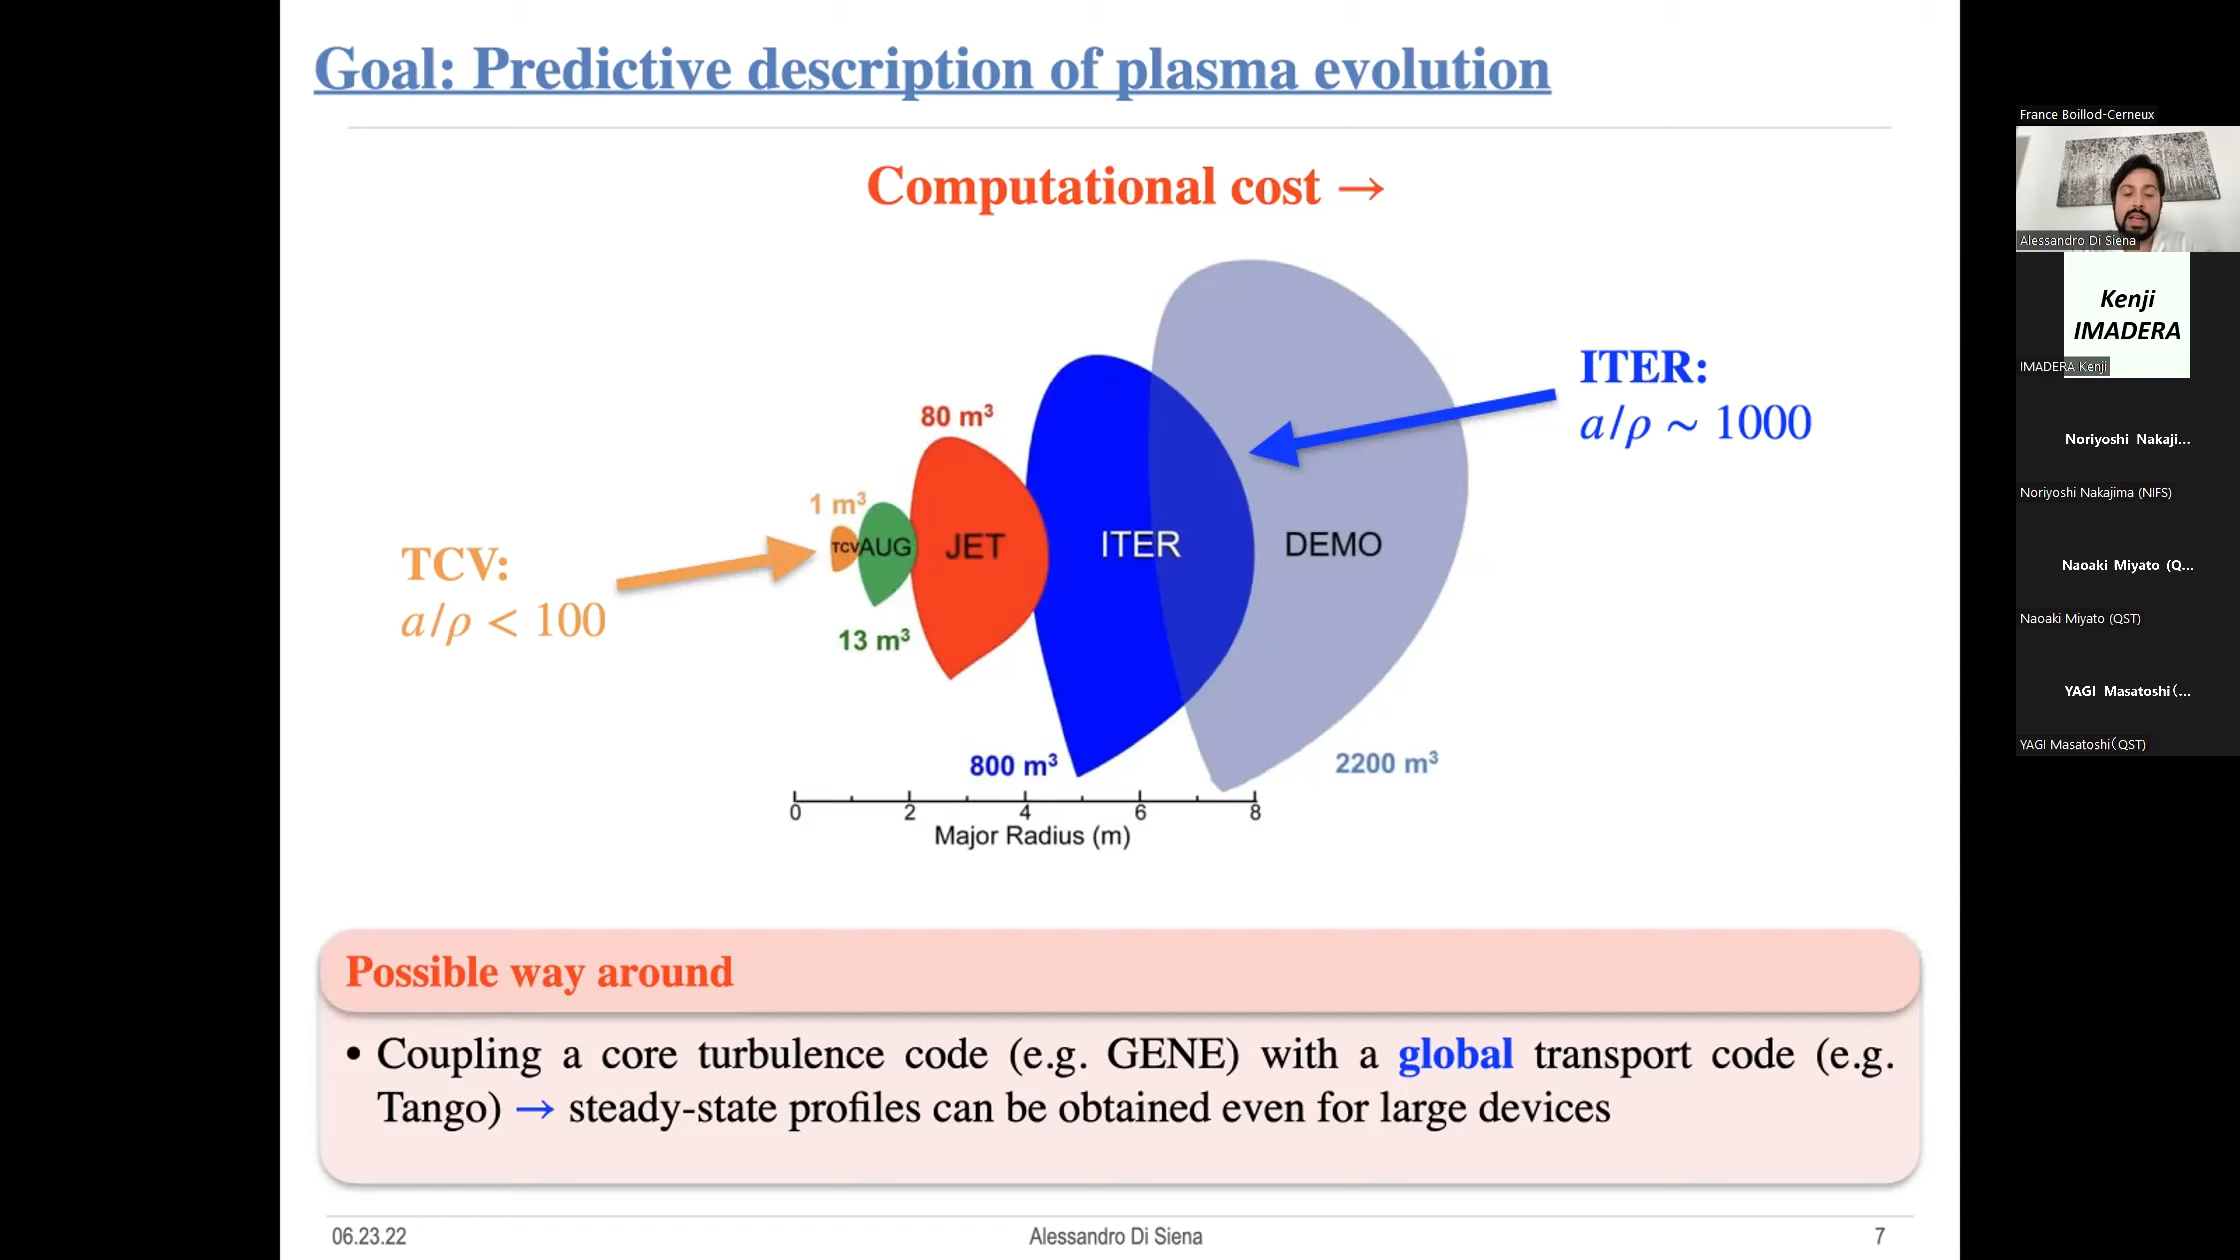 Goal: Predictive description of plasma evolution
Computational cost →
ITER:
a/ρ ~ 1000
TCV:
a/ρ < 100
1 m³
80 m³
TCV
AUG
JET
ITER
DEMO
13 m³
800 m³
2200 m³
0 2 4 6 8
Major Radius (m)
Possible way around
• Coupling a core turbulence code (e.g. GENE) with a global transport code (e.g.
Tango) → steady-state profiles can be obtained even for large devices
06.23.22
Alessandro Di Siena
7
France Boillod-Cerneux
Alessandro Di Siena
Kenji
IMADERA
IMADERA Kenji
Noriyoshi Nakaji...
Noriyoshi Nakajima (NIFS)
Naoaki Miyato (Q...
Naoaki Miyato (QST)
YAGI Masatoshi(...
YAGI Masatoshi(QST)